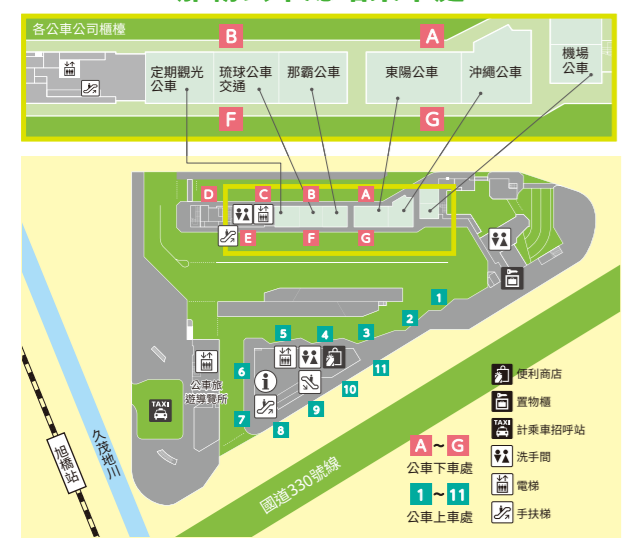 各公車公司櫃檯
B
A
定期觀光
公車
琉球公車
交通
那霸公車
東陽公車
沖繩公車
機場
公車
F
G
D
C
B
A
E
F
G
1
2
3
4
5
6
7
8
9
10
11
公車旅
遊導覽所
TAXI
旭橋站
久茂地川
國道330號線
便利商店
置物櫃
TAXI
計乘車招呼站
洗手間
電梯
手扶梯
A~G
公車下車處
1~11
公車上車處